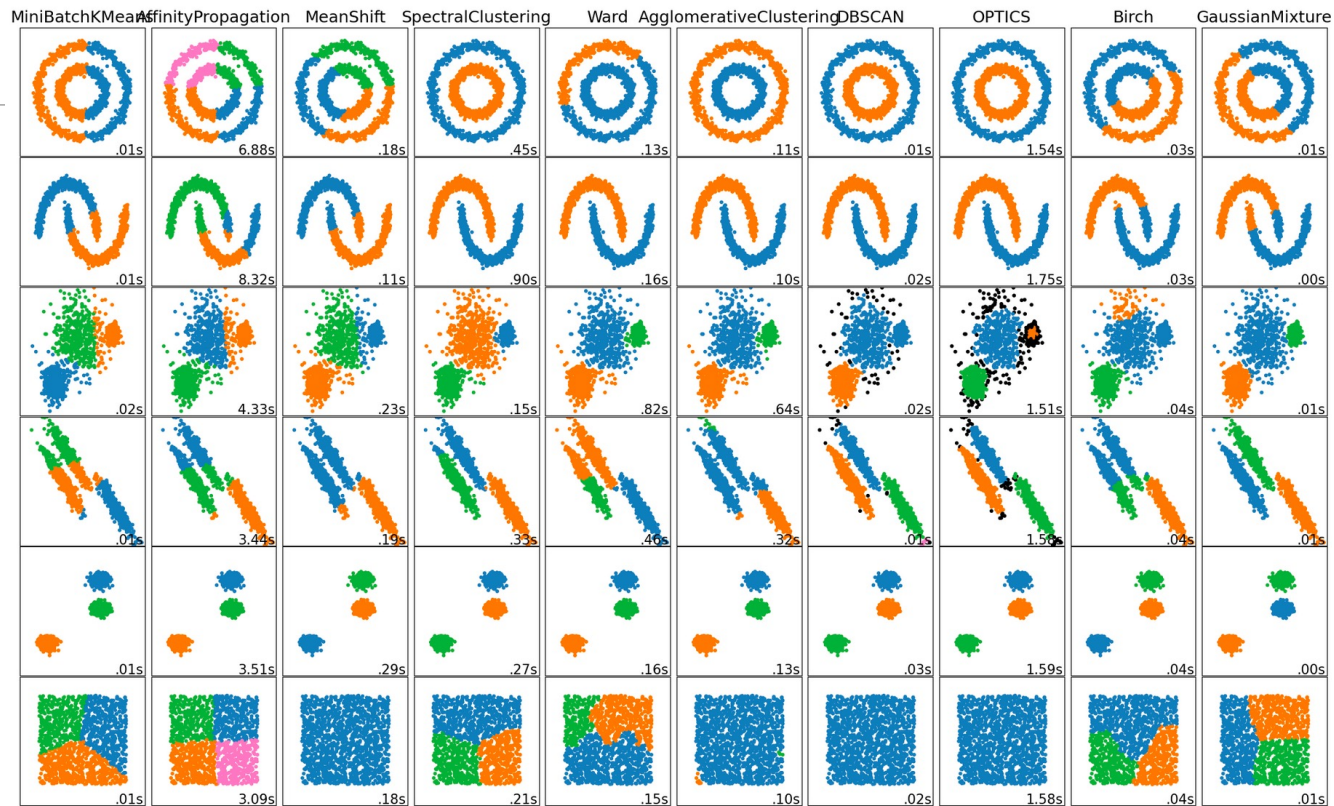 MiniBatchKMeans AffinityPropagation MeanShift SpectralClustering Ward AgglomerativeClustering DBSCAN OPTICS Birch GaussianMixture
.01s 6.88s .18s .45s .13s .11s .01s 1.54s .03s .01s
.01s 8.32s .11s .90s .16s .10s .02s 1.75s .03s .00s
.02s 4.33s .23s .15s .82s .64s .02s 1.51s .04s .01s
.01s 3.44s .19s .33s .46s .32s .01s 1.58s .04s .01s
.01s 3.51s .29s .27s .16s .13s .03s 1.59s .04s .00s
.01s 3.09s .18s .21s .15s .10s .02s 1.58s .04s .01s